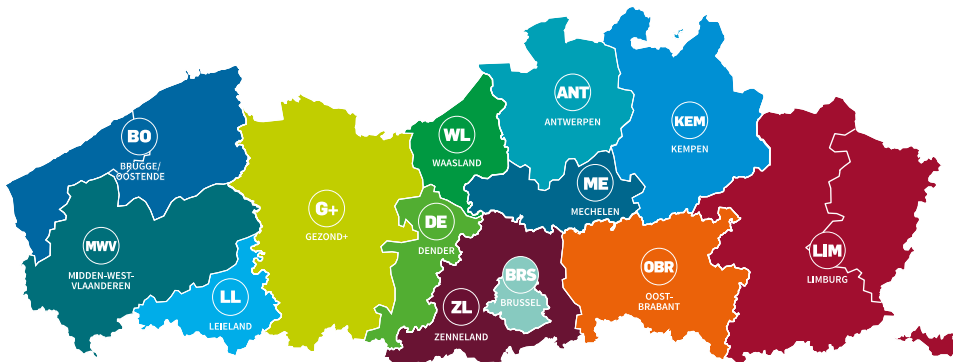 BO
BRUGGE/
OOSTENDE
MWV
MIDDEN-WEST-
VLAANDEREN
LL
LEIELAND
G+
GEZOND+
WL
WAASLAND
DE
DENDER
ANT
ANTWERPEN
ME
MECHELEN
KEM
KEMPEN
ZL
ZENNELAND
BRS
BRUSSEL
OBR
OOST-
BRABANT
LIM
LIMBURG